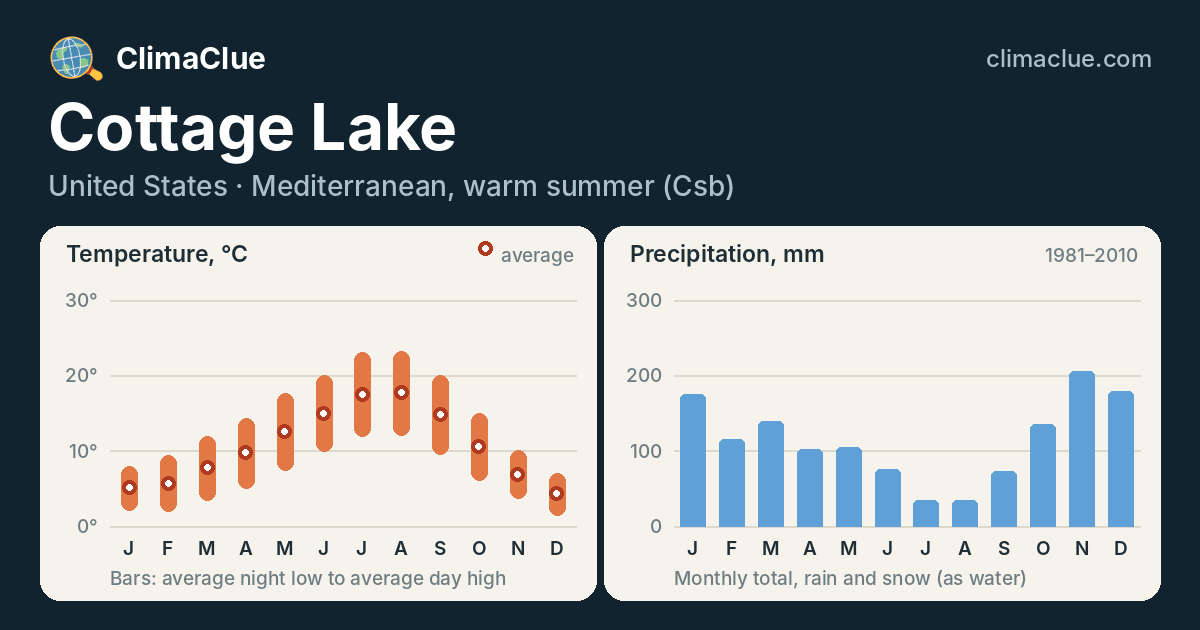 ClimaClue
climaclue.com
Cottage Lake
United States · Mediterranean, warm summer (Csb)
Temperature, °C
average
30°
20°
10°
0°
J F M A M J J A S O N D
Bars: average night low to average day high
Precipitation, mm
1981–2010
300
200
100
0
J F M A M J J A S O N D
Monthly total, rain and snow (as water)